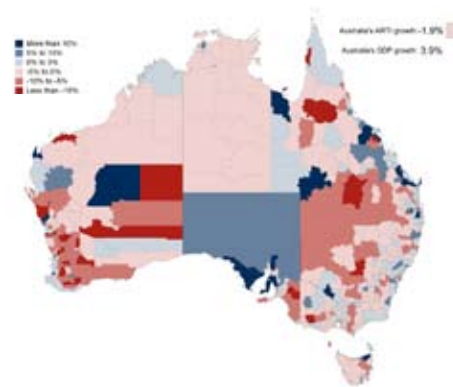 More than 10%
5% to 10%
0% to 5%
-5% to 0%
-10% to -5%
Less than -10%
Australia's ARTI growth: -1.9%
Australia's GDP growth: 3.9%